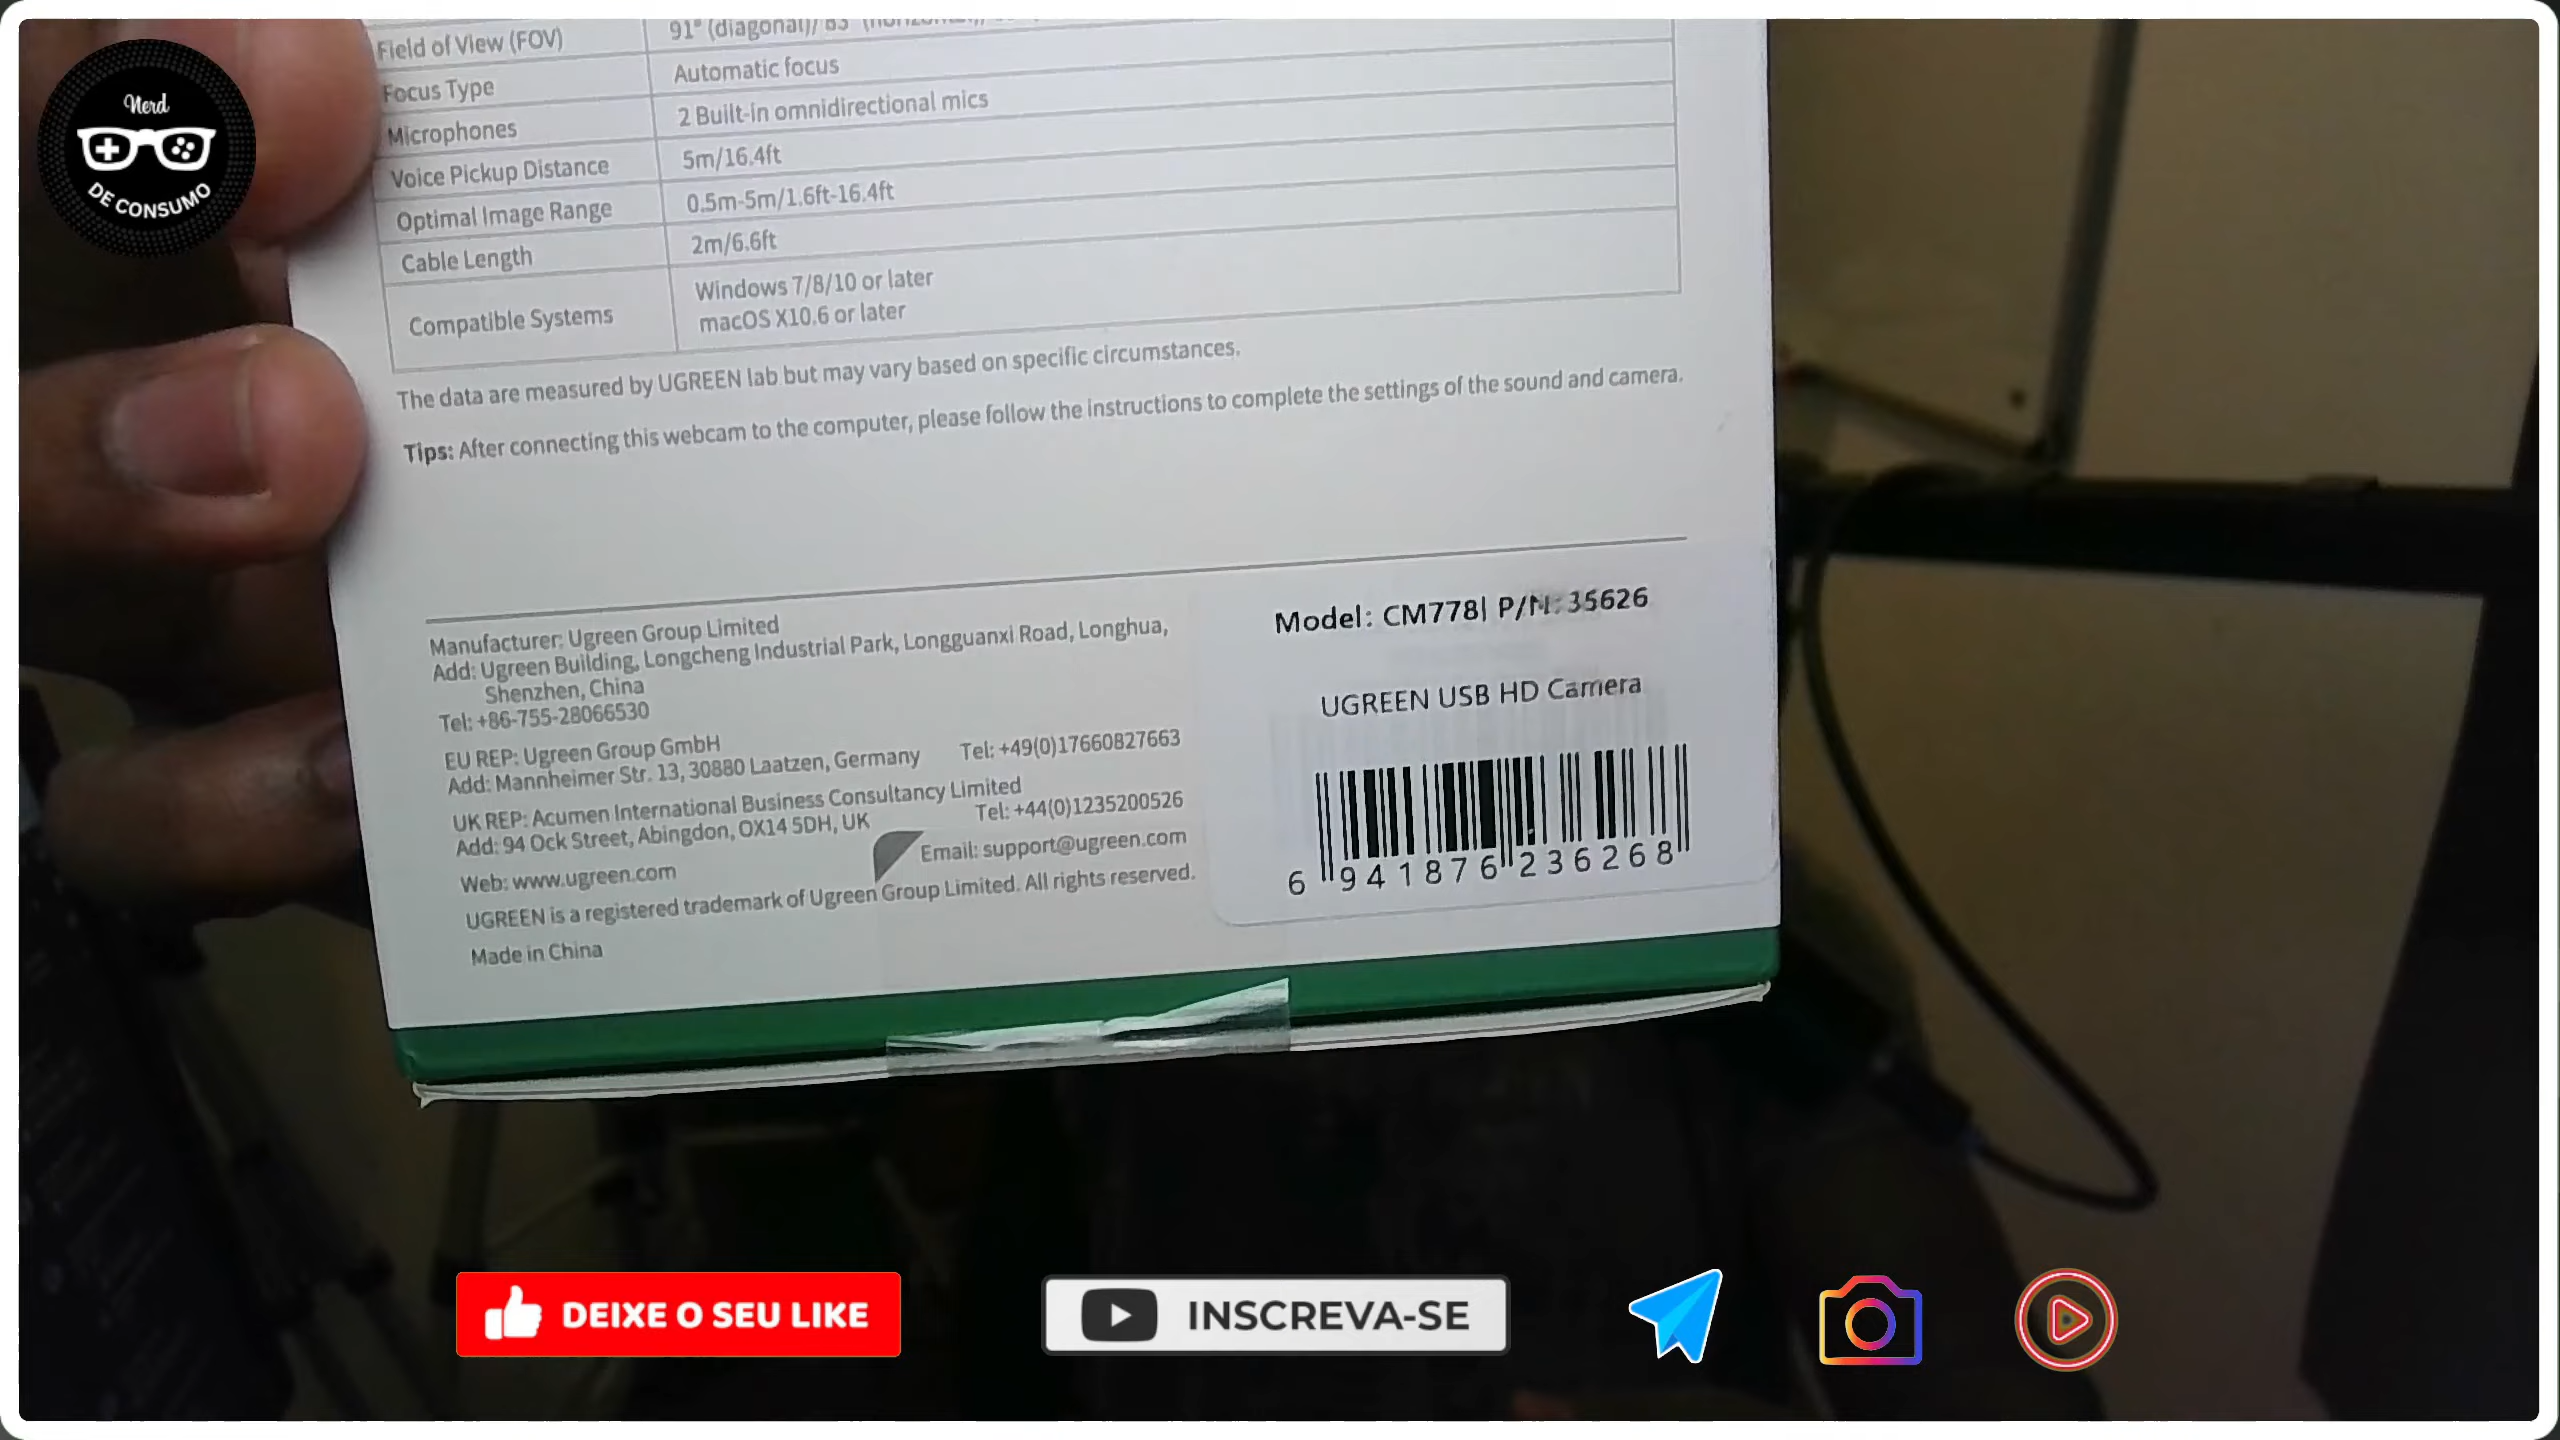 Nerd
DE CONSUMO
Field of View (FOV) 91° (diagonal)/ 83° (horizontal)/
Focus Type Automatic focus
Microphones 2 Built-in omnidirectional mics
Voice Pickup Distance 5m/16.4ft
Optimal Image Range 0.5m-5m/1.6ft-16.4ft
Cable Length 2m/6.6ft
Compatible Systems Windows 7/8/10 or later
macOS X10.6 or later
The data are measured by UGREEN lab but may vary based on specific circumstances.
Tips: After connecting this webcam to the computer, please follow the instructions to complete the settings of the sound and camera.
Manufacturer: Ugreen Group Limited
Add: Ugreen Building, Longcheng Industrial Park, Longguanxi Road, Longhua,
Shenzhen, China
Tel: +86-755-28066530
EU REP: Ugreen Group GmbH
Add: Mannheimer Str. 13, 30880 Laatzen, Germany Tel: +49(0)17660827663
UK REP: Acumen International Business Consultancy Limited
Add: 94 Ock Street, Abingdon, OX14 5DH, UK Tel: +44(0)1235200526
Web: www.ugreen.com Email: support@ugreen.com
UGREEN is a registered trademark of Ugreen Group Limited. All rights reserved.
Made in China
Model: CM778| P/N: 35626
UGREEN USB HD Camera
6 941876 236268
DEIXE O SEU LIKE
INSCREVA-SE